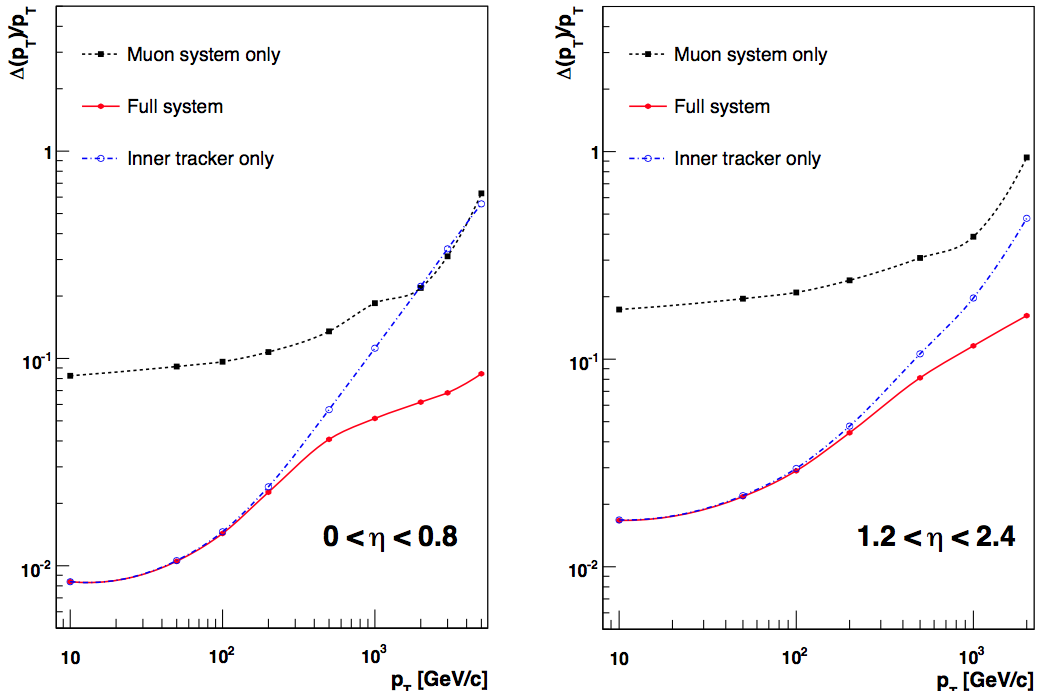 Δ(p_T)/p_T
Muon system only
Full system
Inner tracker only
1
10^-1
10^-2
0 < η < 0.8
10
10^2
10^3
p_T [GeV/c]
Δ(p_T)/p_T
Muon system only
Full system
Inner tracker only
1
10^-1
10^-2
1.2 < η < 2.4
10
10^2
10^3
p_T [GeV/c]